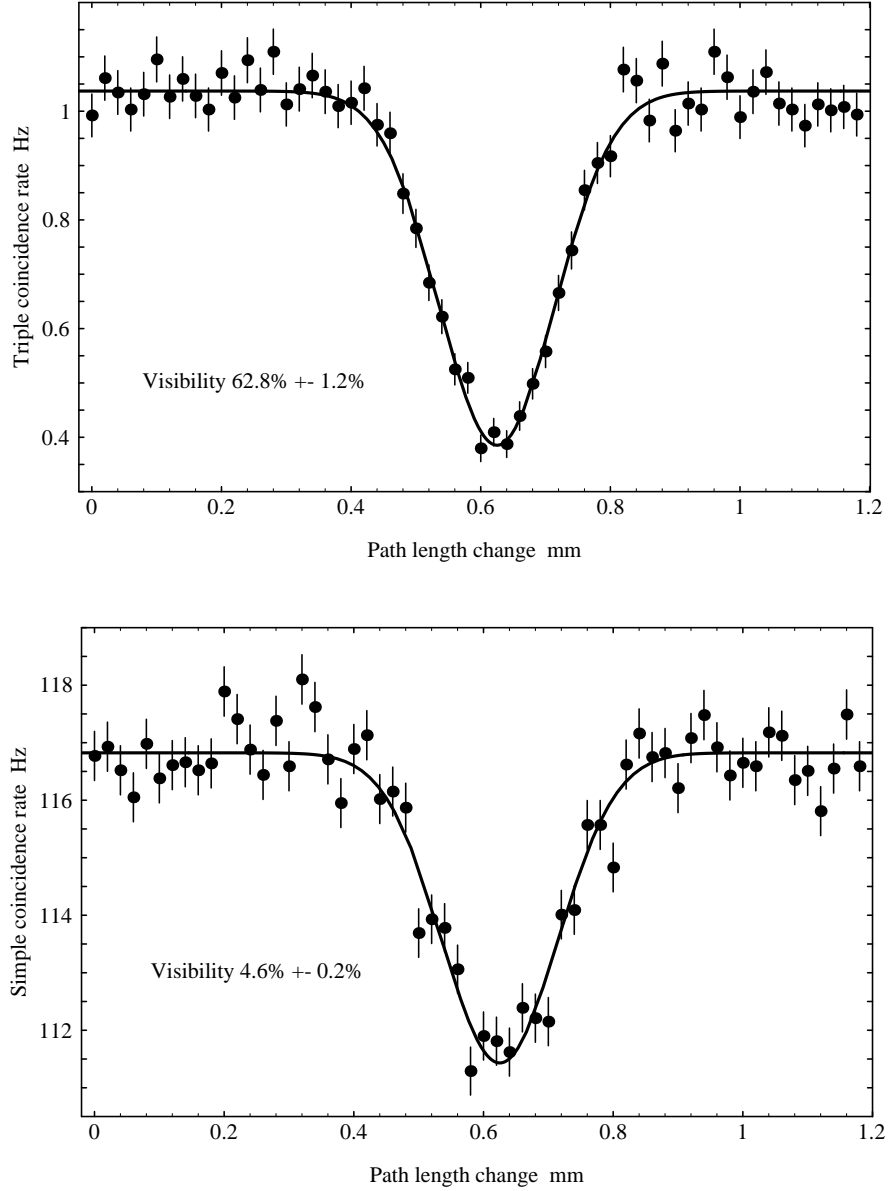 1
0.8
0.6
0.4
Triple coincidence rate Hz
Visibility 62.8% +- 1.2%
0 0.2 0.4 0.6 0.8 1 1.2
Path length change mm
118
116
114
112
Simple coincidence rate Hz
Visibility 4.6% +- 0.2%
0 0.2 0.4 0.6 0.8 1 1.2
Path length change mm